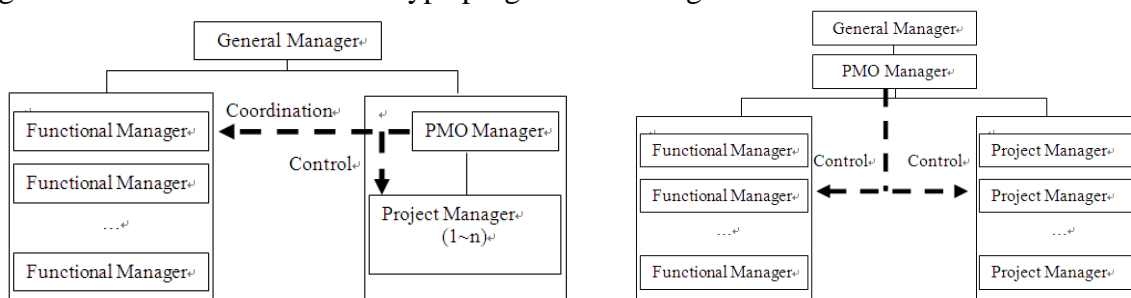 General Manager
Coordination
Functional Manager
PMO Manager
Control
Functional Manager
Project Manager
(1~n)
…
Functional Manager
General Manager
PMO Manager
Functional Manager
Project Manager
Control
Control
Functional Manager
Project Manager
…
…
Functional Manager
Project Manager